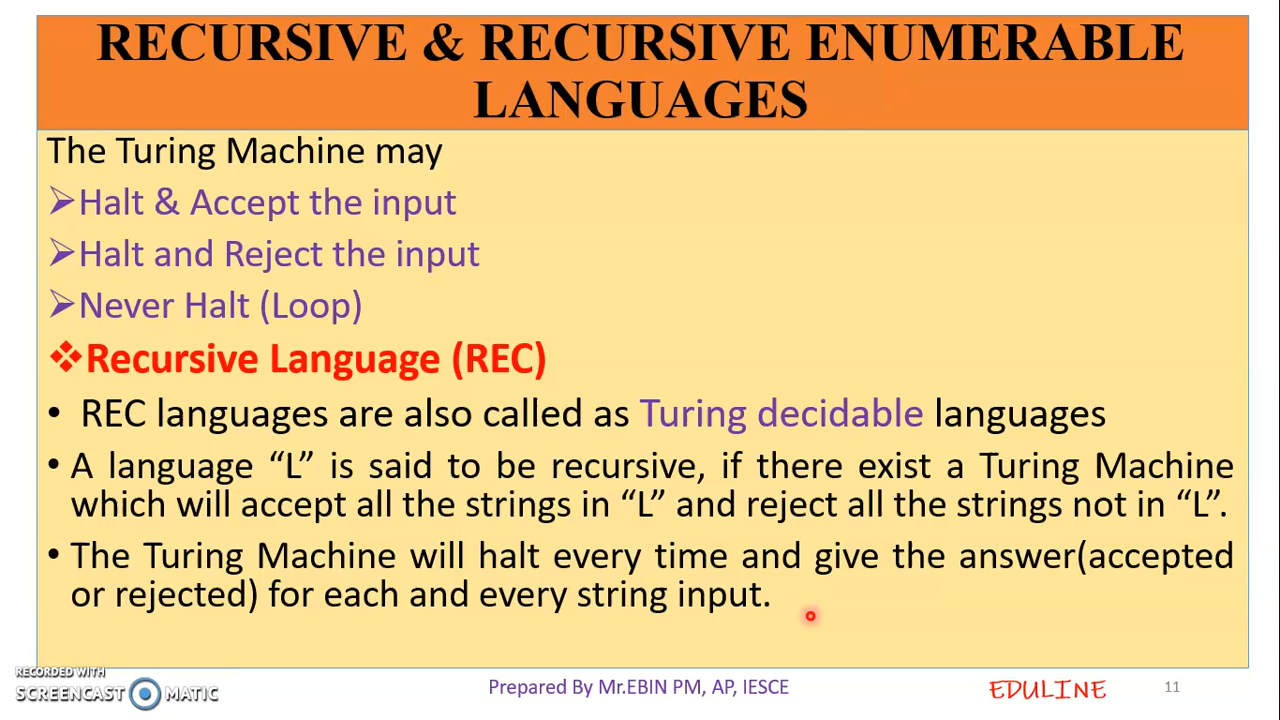 RECURSIVE & RECURSIVE ENUMERABLE
LANGUAGES
The Turing Machine may
➢Halt & Accept the input
➢Halt and Reject the input
➢Never Halt (Loop)
❖Recursive Language (REC)
• REC languages are also called as Turing decidable languages
• A language “L” is said to be recursive, if there exist a Turing Machine
which will accept all the strings in “L” and reject all the strings not in “L”.
• The Turing Machine will halt every time and give the answer(accepted
or rejected) for each and every string input.
RECORDED WITH
SCREENCAST MATIC
Prepared By Mr.EBIN PM, AP, IESCE
EDULINE
11